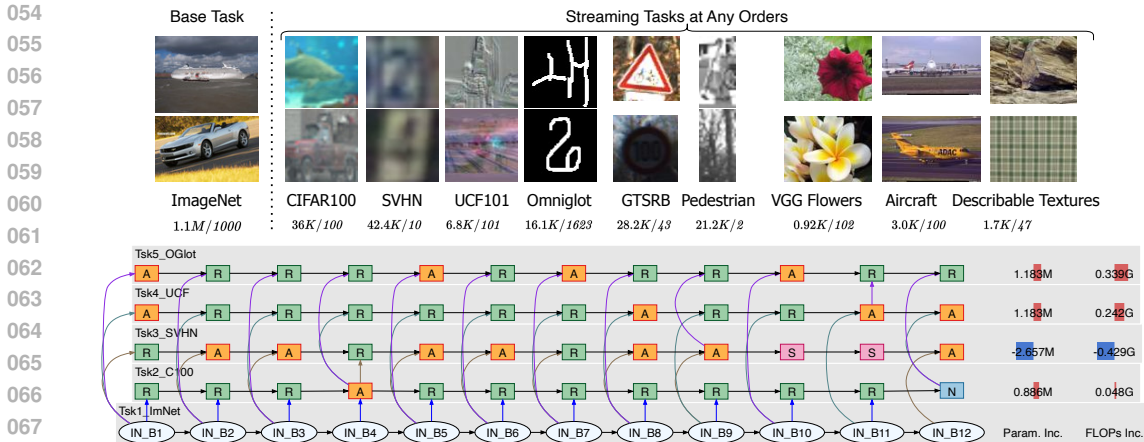 054
Base Task Streaming Tasks at Any Orders
055
056
057
058
059
060
ImageNet CIFAR100 SVHN UCF101 Omniglot GTSRB Pedestrian VGG Flowers Aircraft Describable Textures
1.1M/1000 36K/100 42.4K/10 6.8K/101 16.1K/1623 28.2K/43 21.2K/2 0.92K/102 3.0K/100 1.7K/47
061
Tsk5_OGlot
062 A R R R A R A R R A R R 1.183M 0.339G
Tsk4_UCF
063
064 A R R R R R R A R R A A 1.183M 0.242G
Tsk3_SVHN
065 R A A R A A R A A S S A -2.657M -0.429G
Tsk2_C100
066 R R R A R R R R R R R N 0.886M 0.048G
Tsk1_ImNet
067 IN_B1 IN_B2 IN_B3 IN_B4 IN_B5 IN_B6 IN_B7 IN_B8 IN_B9 IN_B10 IN_B11 IN_B12 Param. Inc. FLOPs Inc.